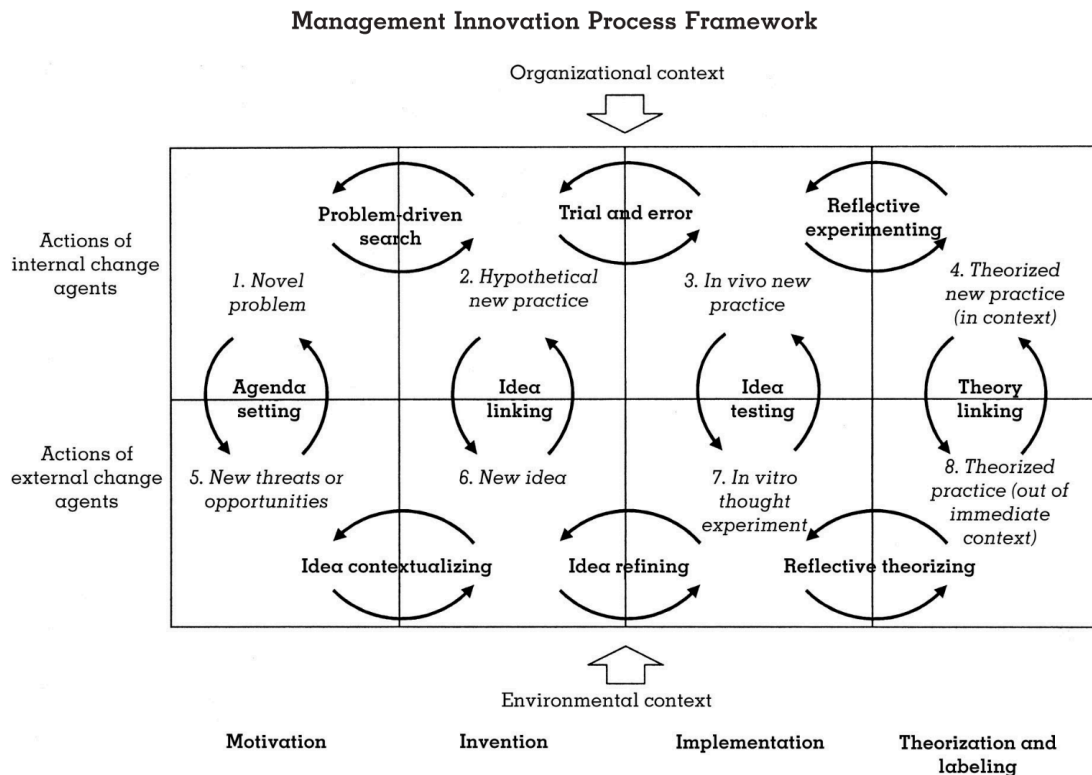 Management Innovation Process Framework
Organizational context
Actions of
internal change
agents
Problem-driven
search
Trial and error
Reflective
experimenting
1. Novel
problem
2. Hypothetical
new practice
3. In vivo new
practice
4. Theorized
new practice
(in context)
Agenda
setting
Idea
linking
Idea
testing
Theory
linking
Actions of
external change
agents
5. New threats or
opportunities
6. New idea
7. In vitro
thought
experiment
8. Theorized
practice (out of
immediate
context)
Idea contextualizing
Idea refining
Reflective theorizing
Environmental context
Motivation
Invention
Implementation
Theorization and
labeling